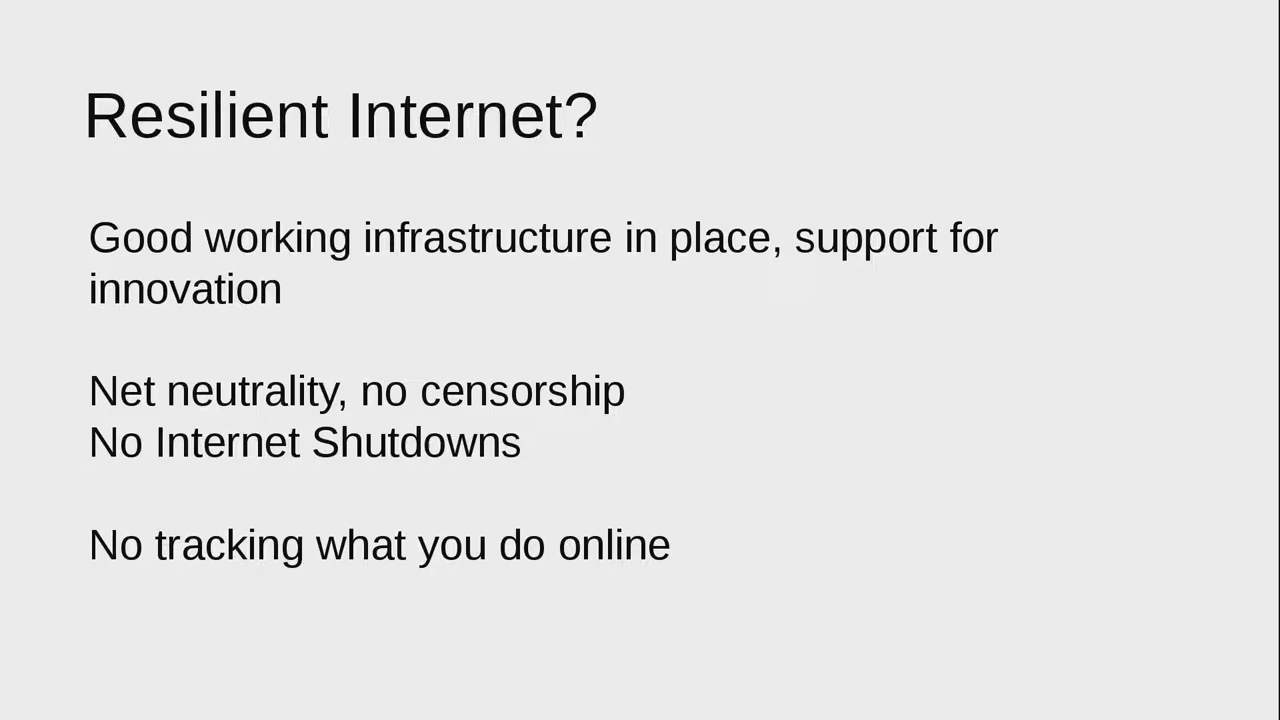 Resilient Internet?
Good working infrastructure in place, support for
innovation
Net neutrality, no censorship
No Internet Shutdowns
No tracking what you do online